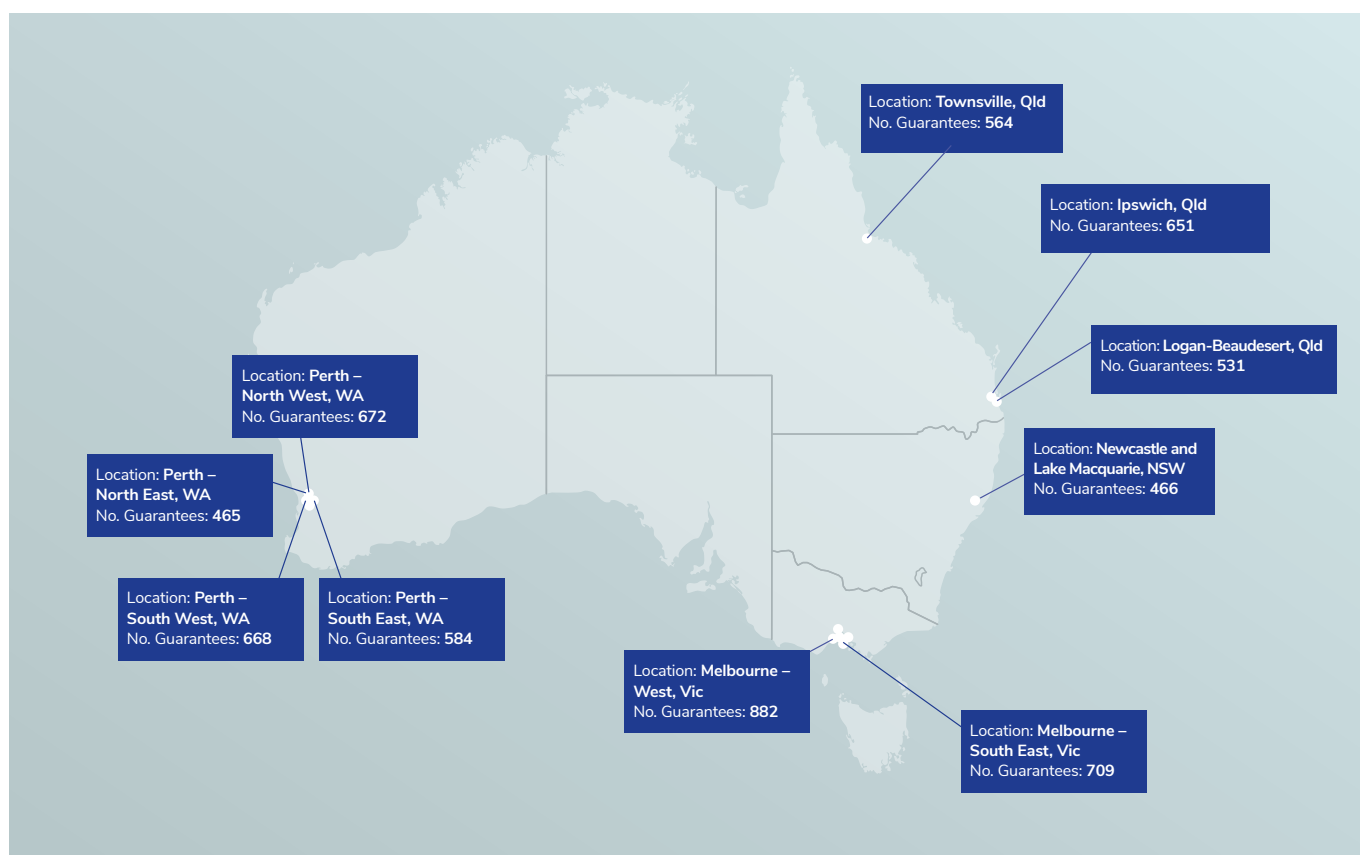 Location: Townsville, Qld
No. Guarantees: 564
Location: Ipswich, Qld
No. Guarantees: 651
Location: Logan-Beaudesert, Qld
No. Guarantees: 531
Location: Perth –
North West, WA
No. Guarantees: 672
Location: Newcastle and
Lake Macquarie, NSW
No. Guarantees: 466
Location: Perth –
North East, WA
No. Guarantees: 465
Location: Perth –
South West, WA
No. Guarantees: 668
Location: Perth –
South East, WA
No. Guarantees: 584
Location: Melbourne –
West, Vic
No. Guarantees: 882
Location: Melbourne –
South East, Vic
No. Guarantees: 709